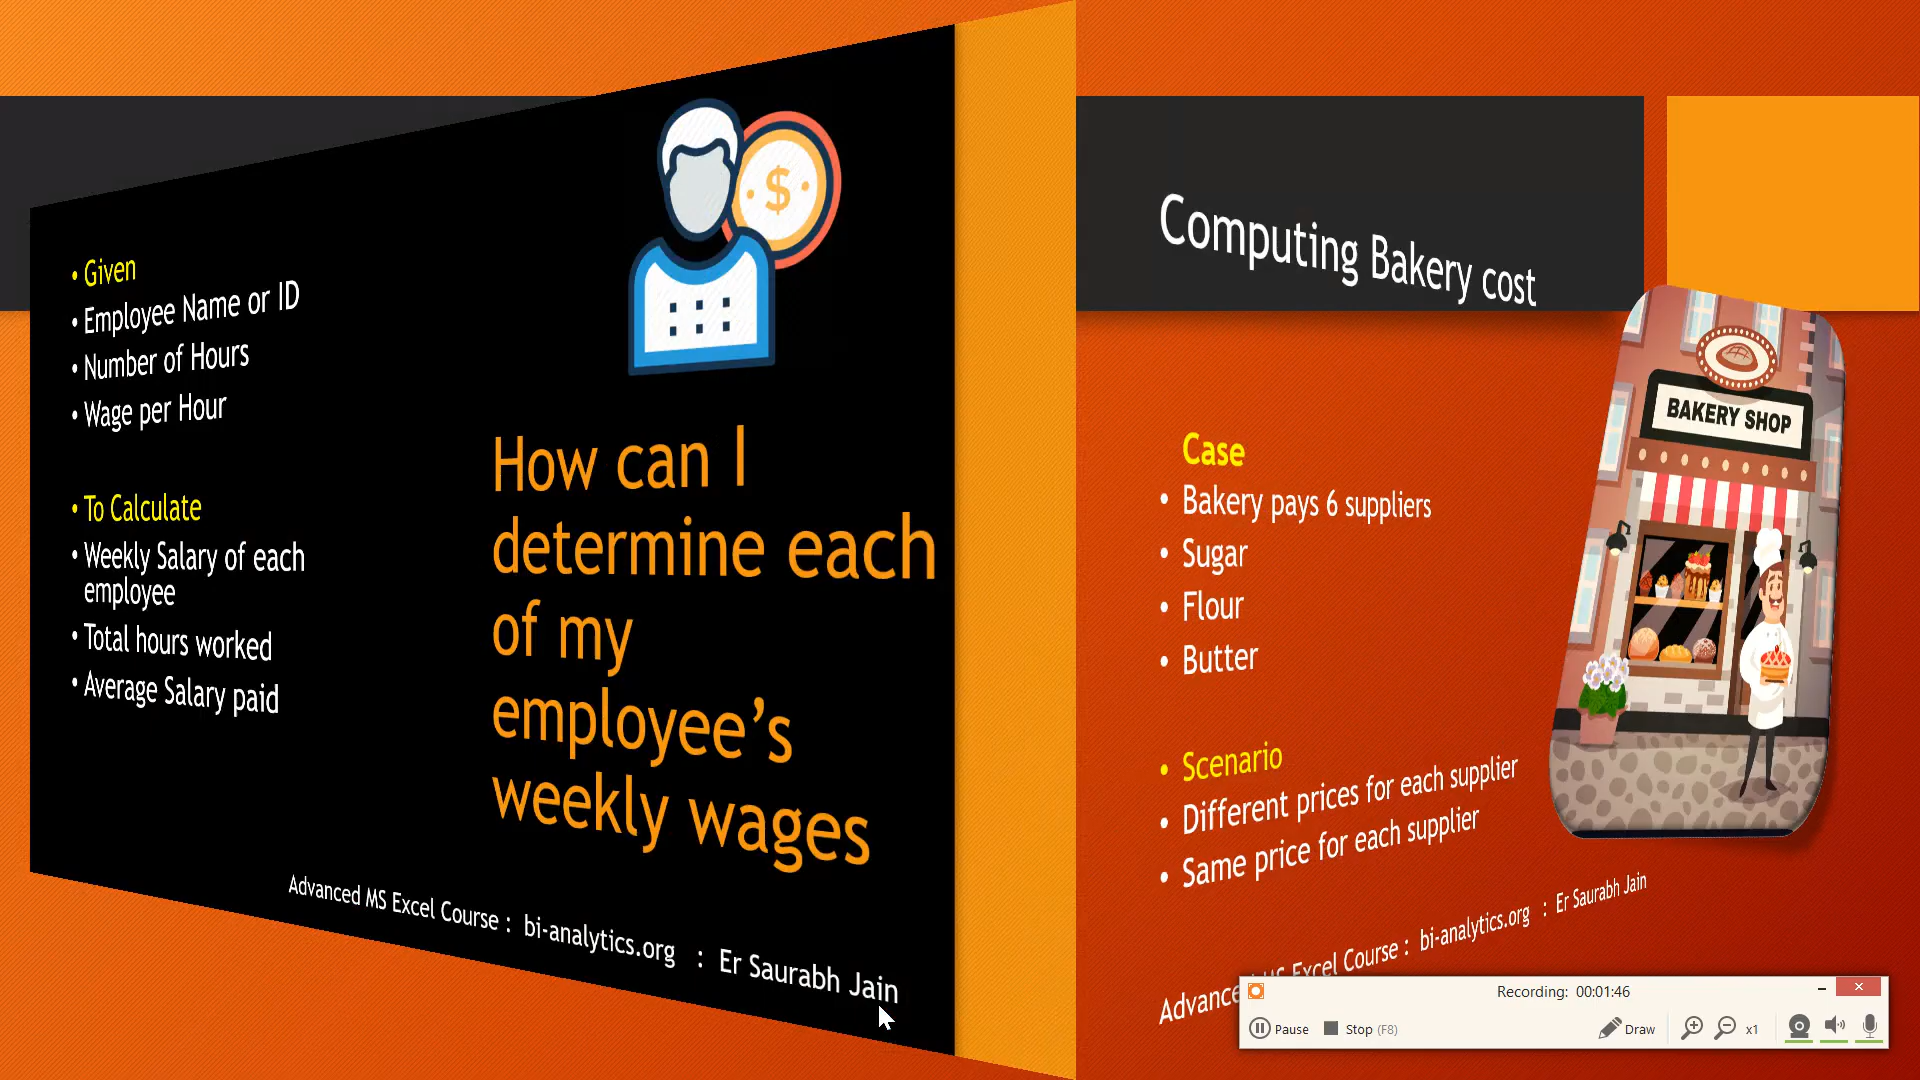 • Given
• Employee Name or ID
• Number of Hours
• Wage per Hour
• To Calculate
• Weekly Salary of each
employee
• Total hours worked
• Average Salary paid
$
How can I
determine each
of my
employee’s
weekly wages
Advanced MS Excel Course : bi-analytics.org : Er Saurabh Jain
Computing Bakery cost
BAKERY SHOP
Case
• Bakery pays 6 suppliers
• Sugar
• Flour
• Butter
• Scenario
• Different prices for each supplier
• Same price for each supplier
MS Excel Course : bi-analytics.org : Er Saurabh Jain
Recording: 00:01:46
Pause Stop (F8) Draw x1